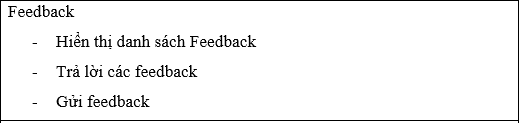 Feedback
- Hiển thị danh sách Feedback
- Trả lời các feedback
- Gửi feedback